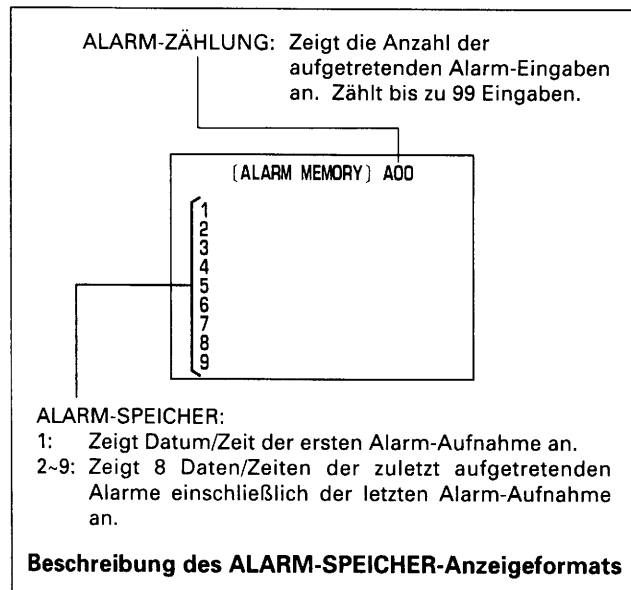 ALARM-ZÄHLUNG: Zeigt die Anzahl der
aufgetretenden Alarm-Eingaben
an. Zählt bis zu 99 Eingaben.
(ALARM MEMORY) A00
1
2
3
4
5
6
7
8
9
ALARM-SPEICHER:
1: Zeigt Datum/Zeit der ersten Alarm-Aufnahme an.
2~9: Zeigt 8 Daten/Zeiten der zuletzt aufgetretenden
Alarme einschließlich der letzten Alarm-Aufnahme
an.
Beschreibung des ALARM-SPEICHER-Anzeigeformats